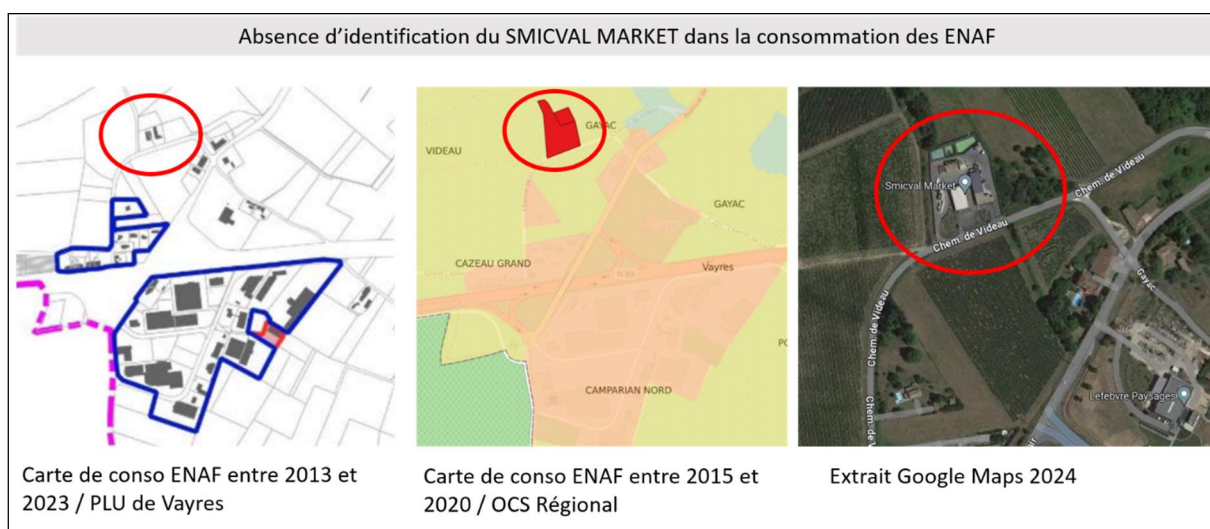 Absence d’identification du SMICVAL MARKET dans la consommation des ENAF
GAYAC
VIDEAU
GAYAC
CAZEAU GRAND
Vayres
N 89
CAMPARIAN NORD
Smicval Market
Chem. de Videau
Chem. de Videau
Chem. de Videau
Gayac
Lefebvre Paysages
Carte de conso ENAF entre 2013 et
2023 / PLU de Vayres
Carte de conso ENAF entre 2015 et
2020 / OCS Régional
Extrait Google Maps 2024